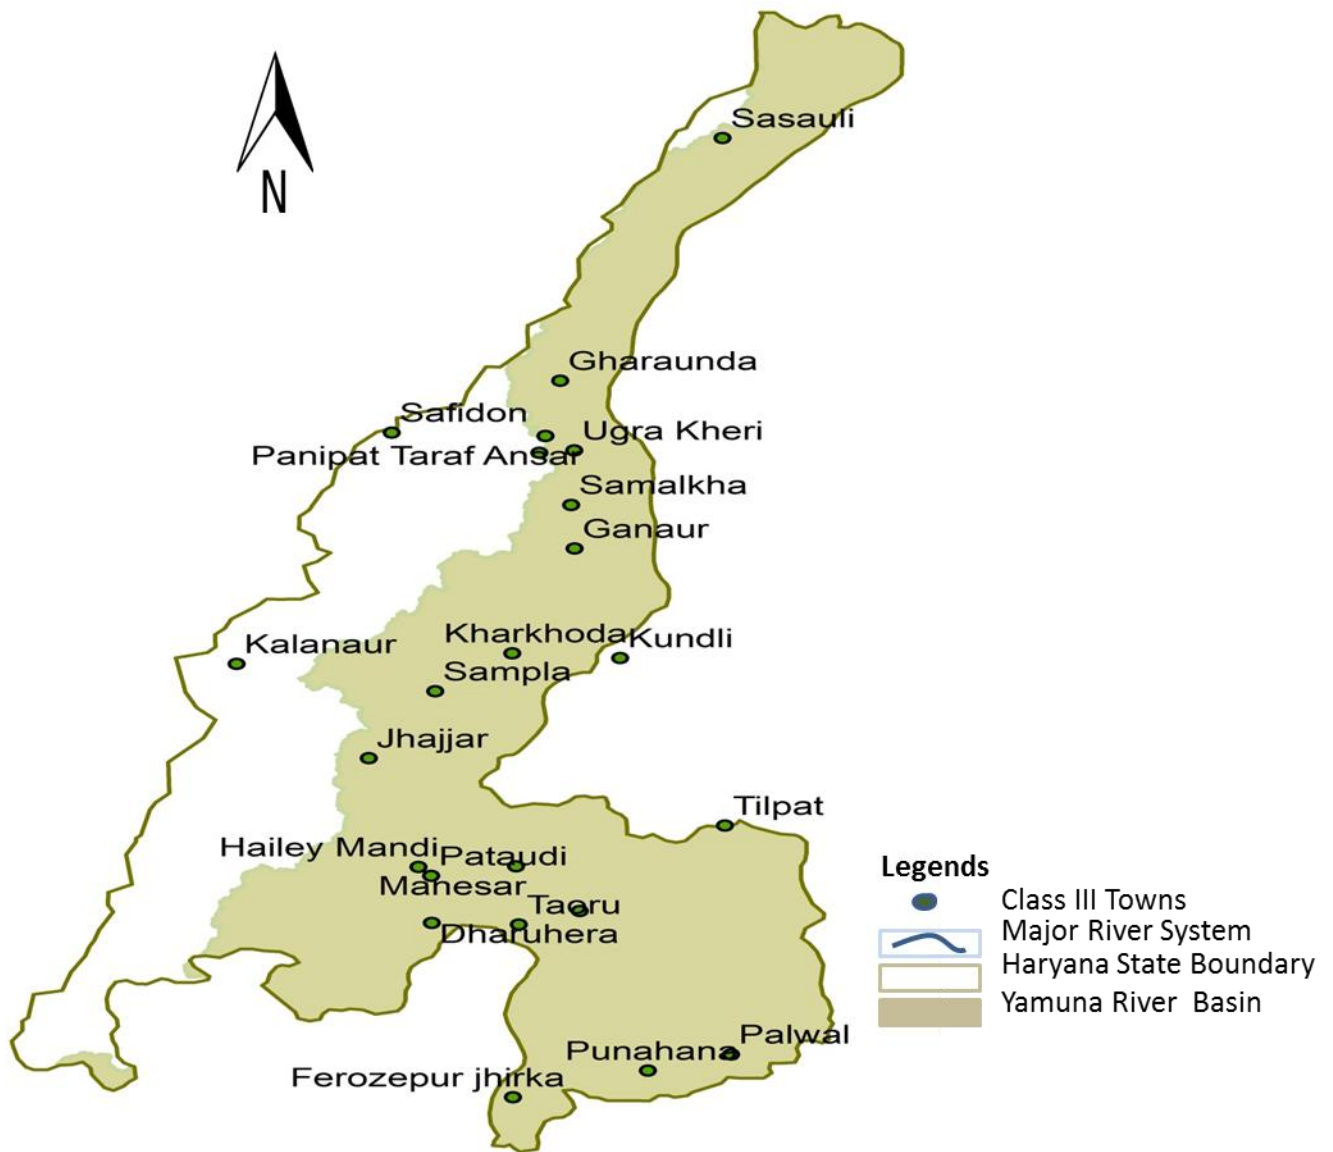 Sasauli
N
Gharaunda
Safidon
Ugra Kheri
Panipat Taraf Ansar
Samalkha
Ganaur
Kharkhoda
Kundli
Kalanaur
Sampla
Jhajjar
Tilpat
Hailey Mandi
Pataudi
Manesar
Taoru
Dharuhera
Palwal
Punahana
Ferozepur jhirka
Legends
Class III Towns
Major River System
Haryana State Boundary
Yamuna River Basin